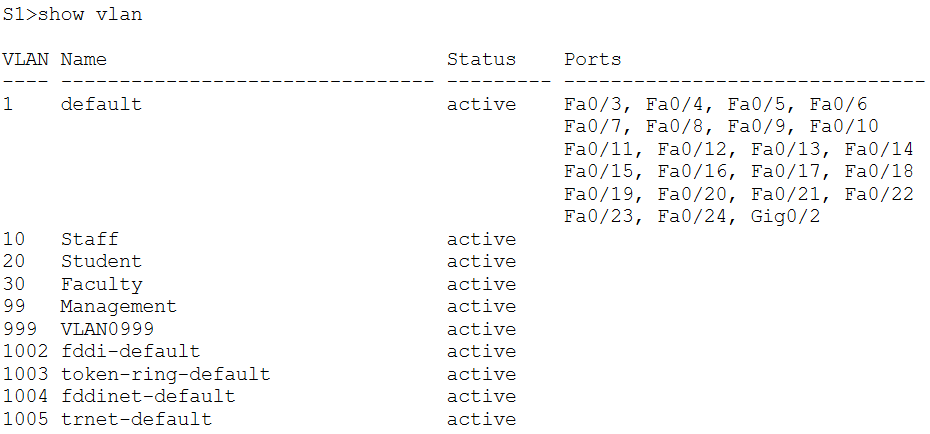 S1>show vlan
VLAN Name                             Status    Ports
---- -------------------------------- --------- -------------------------------
1    default                          active    Fa0/3, Fa0/4, Fa0/5, Fa0/6
                                                Fa0/7, Fa0/8, Fa0/9, Fa0/10
                                                Fa0/11, Fa0/12, Fa0/13, Fa0/14
                                                Fa0/15, Fa0/16, Fa0/17, Fa0/18
                                                Fa0/19, Fa0/20, Fa0/21, Fa0/22
                                                Fa0/23, Fa0/24, Gig0/2
10   Staff                            active
20   Student                          active
30   Faculty                          active
99   Management                       active
999  VLAN0999                         active
1002 fddi-default                     active
1003 token-ring-default               active
1004 fddinet-default                  active
1005 trnet-default                    active